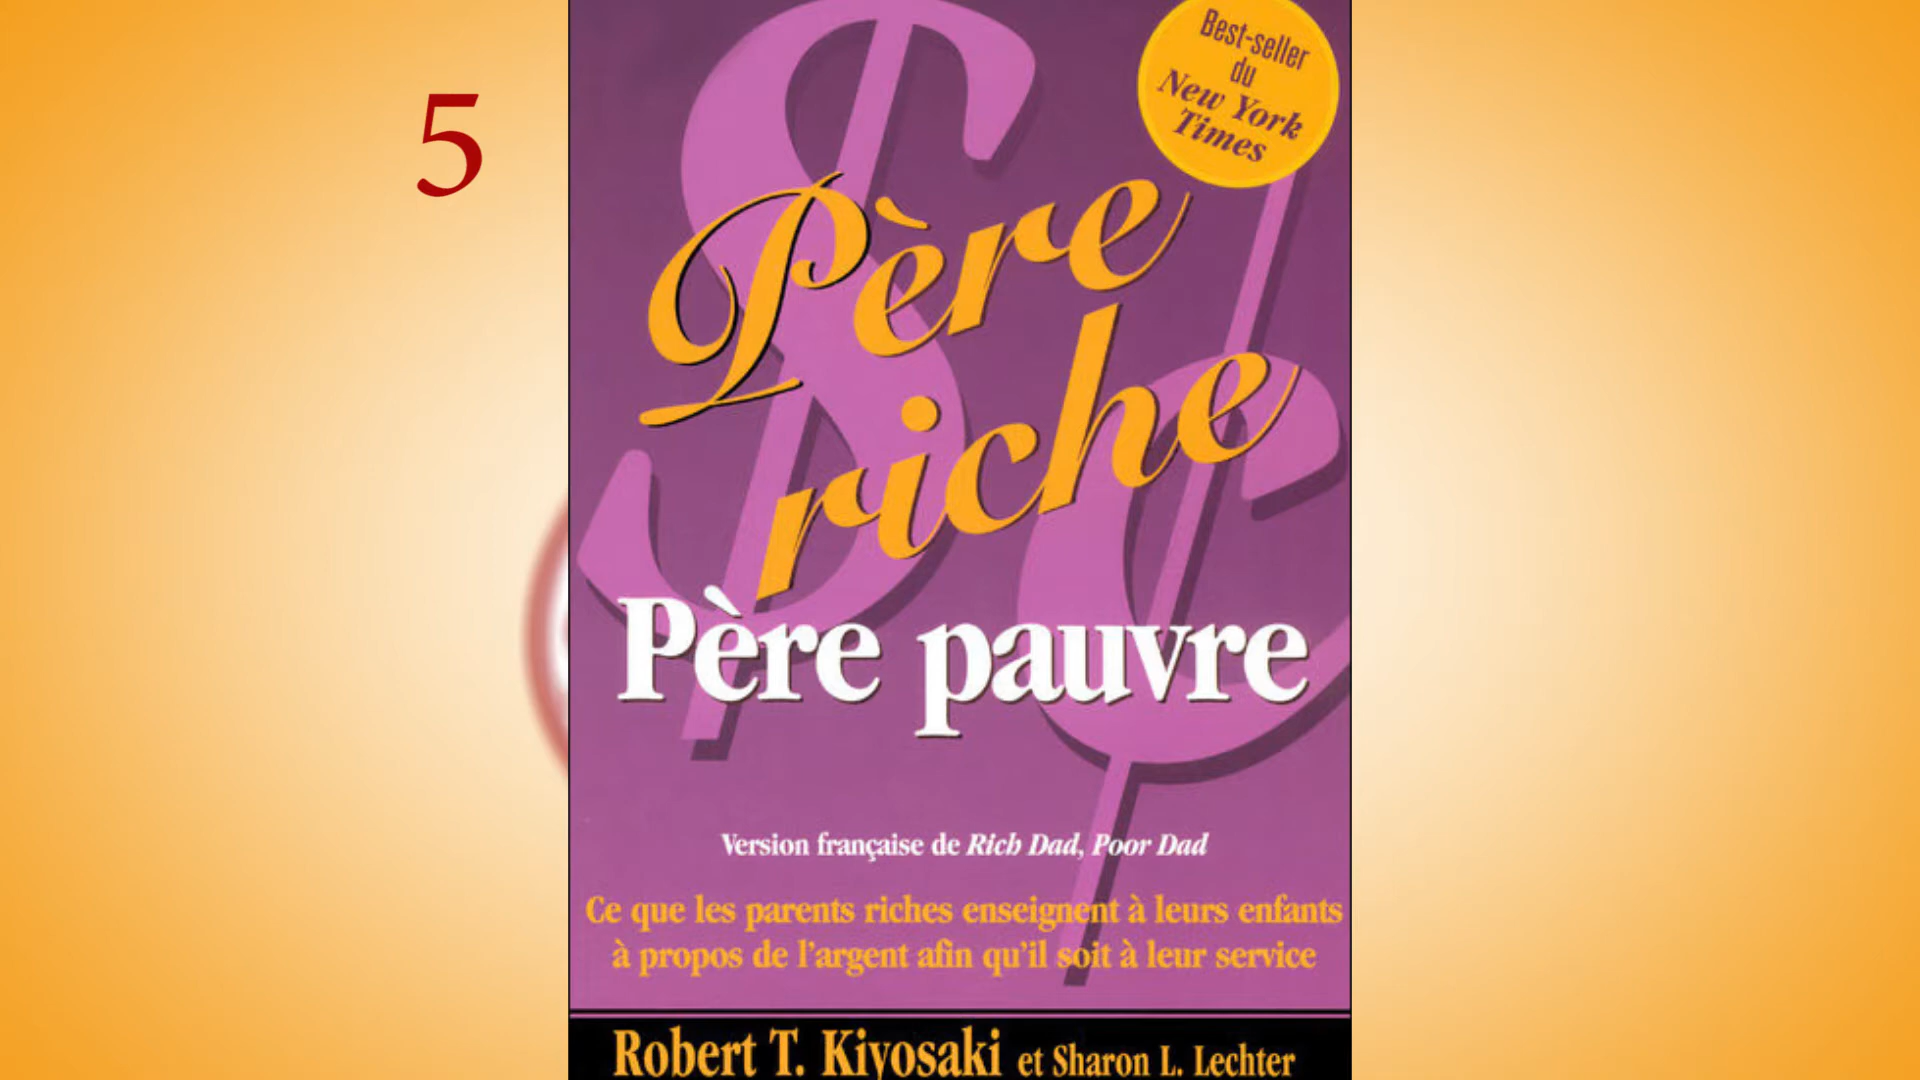 5
Best-seller
du
New York
Times
Père
riche
Père pauvre
Version française de Rich Dad, Poor Dad
Ce que les parents riches enseignent à leurs enfants
à propos de l'argent afin qu'il soit à leur service
Robert T. Kiyosaki et Sharon L. Lechter